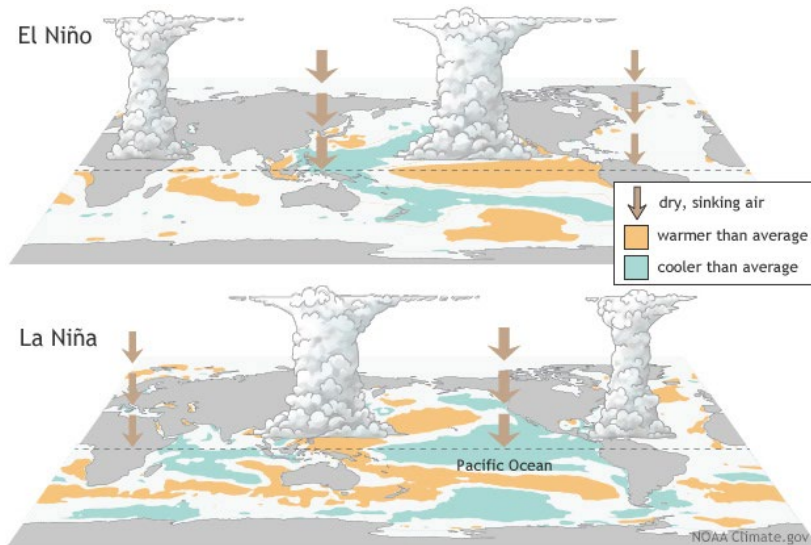 El Niño
dry, sinking air
warmer than average
cooler than average
La Niña
Pacific Ocean
NOAA Climate.gov